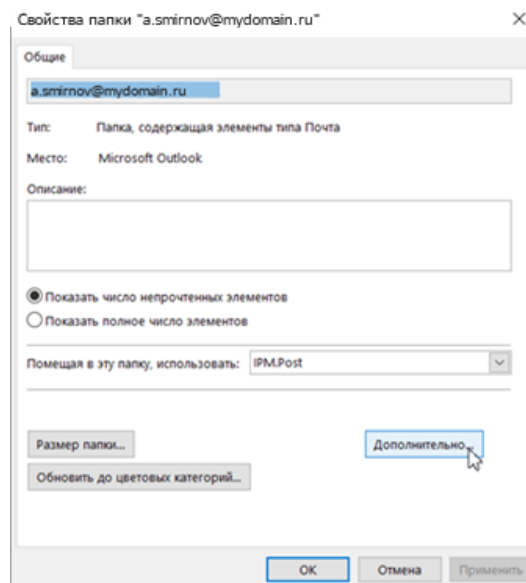 Свойства папки "a.smirnov@mydomain.ru"
Общие
a.smirnov@mydomain.ru
Тип: Папка, содержащая элементы типа Почта
Место: Microsoft Outlook
Описание:
Показать число непрочтенных элементов
Показать полное число элементов
Помещая в эту папку, использовать: IPM.Post
Размер папки... Дополнительно...
Обновить до цветовых категорий...
ОК Отмена Применить